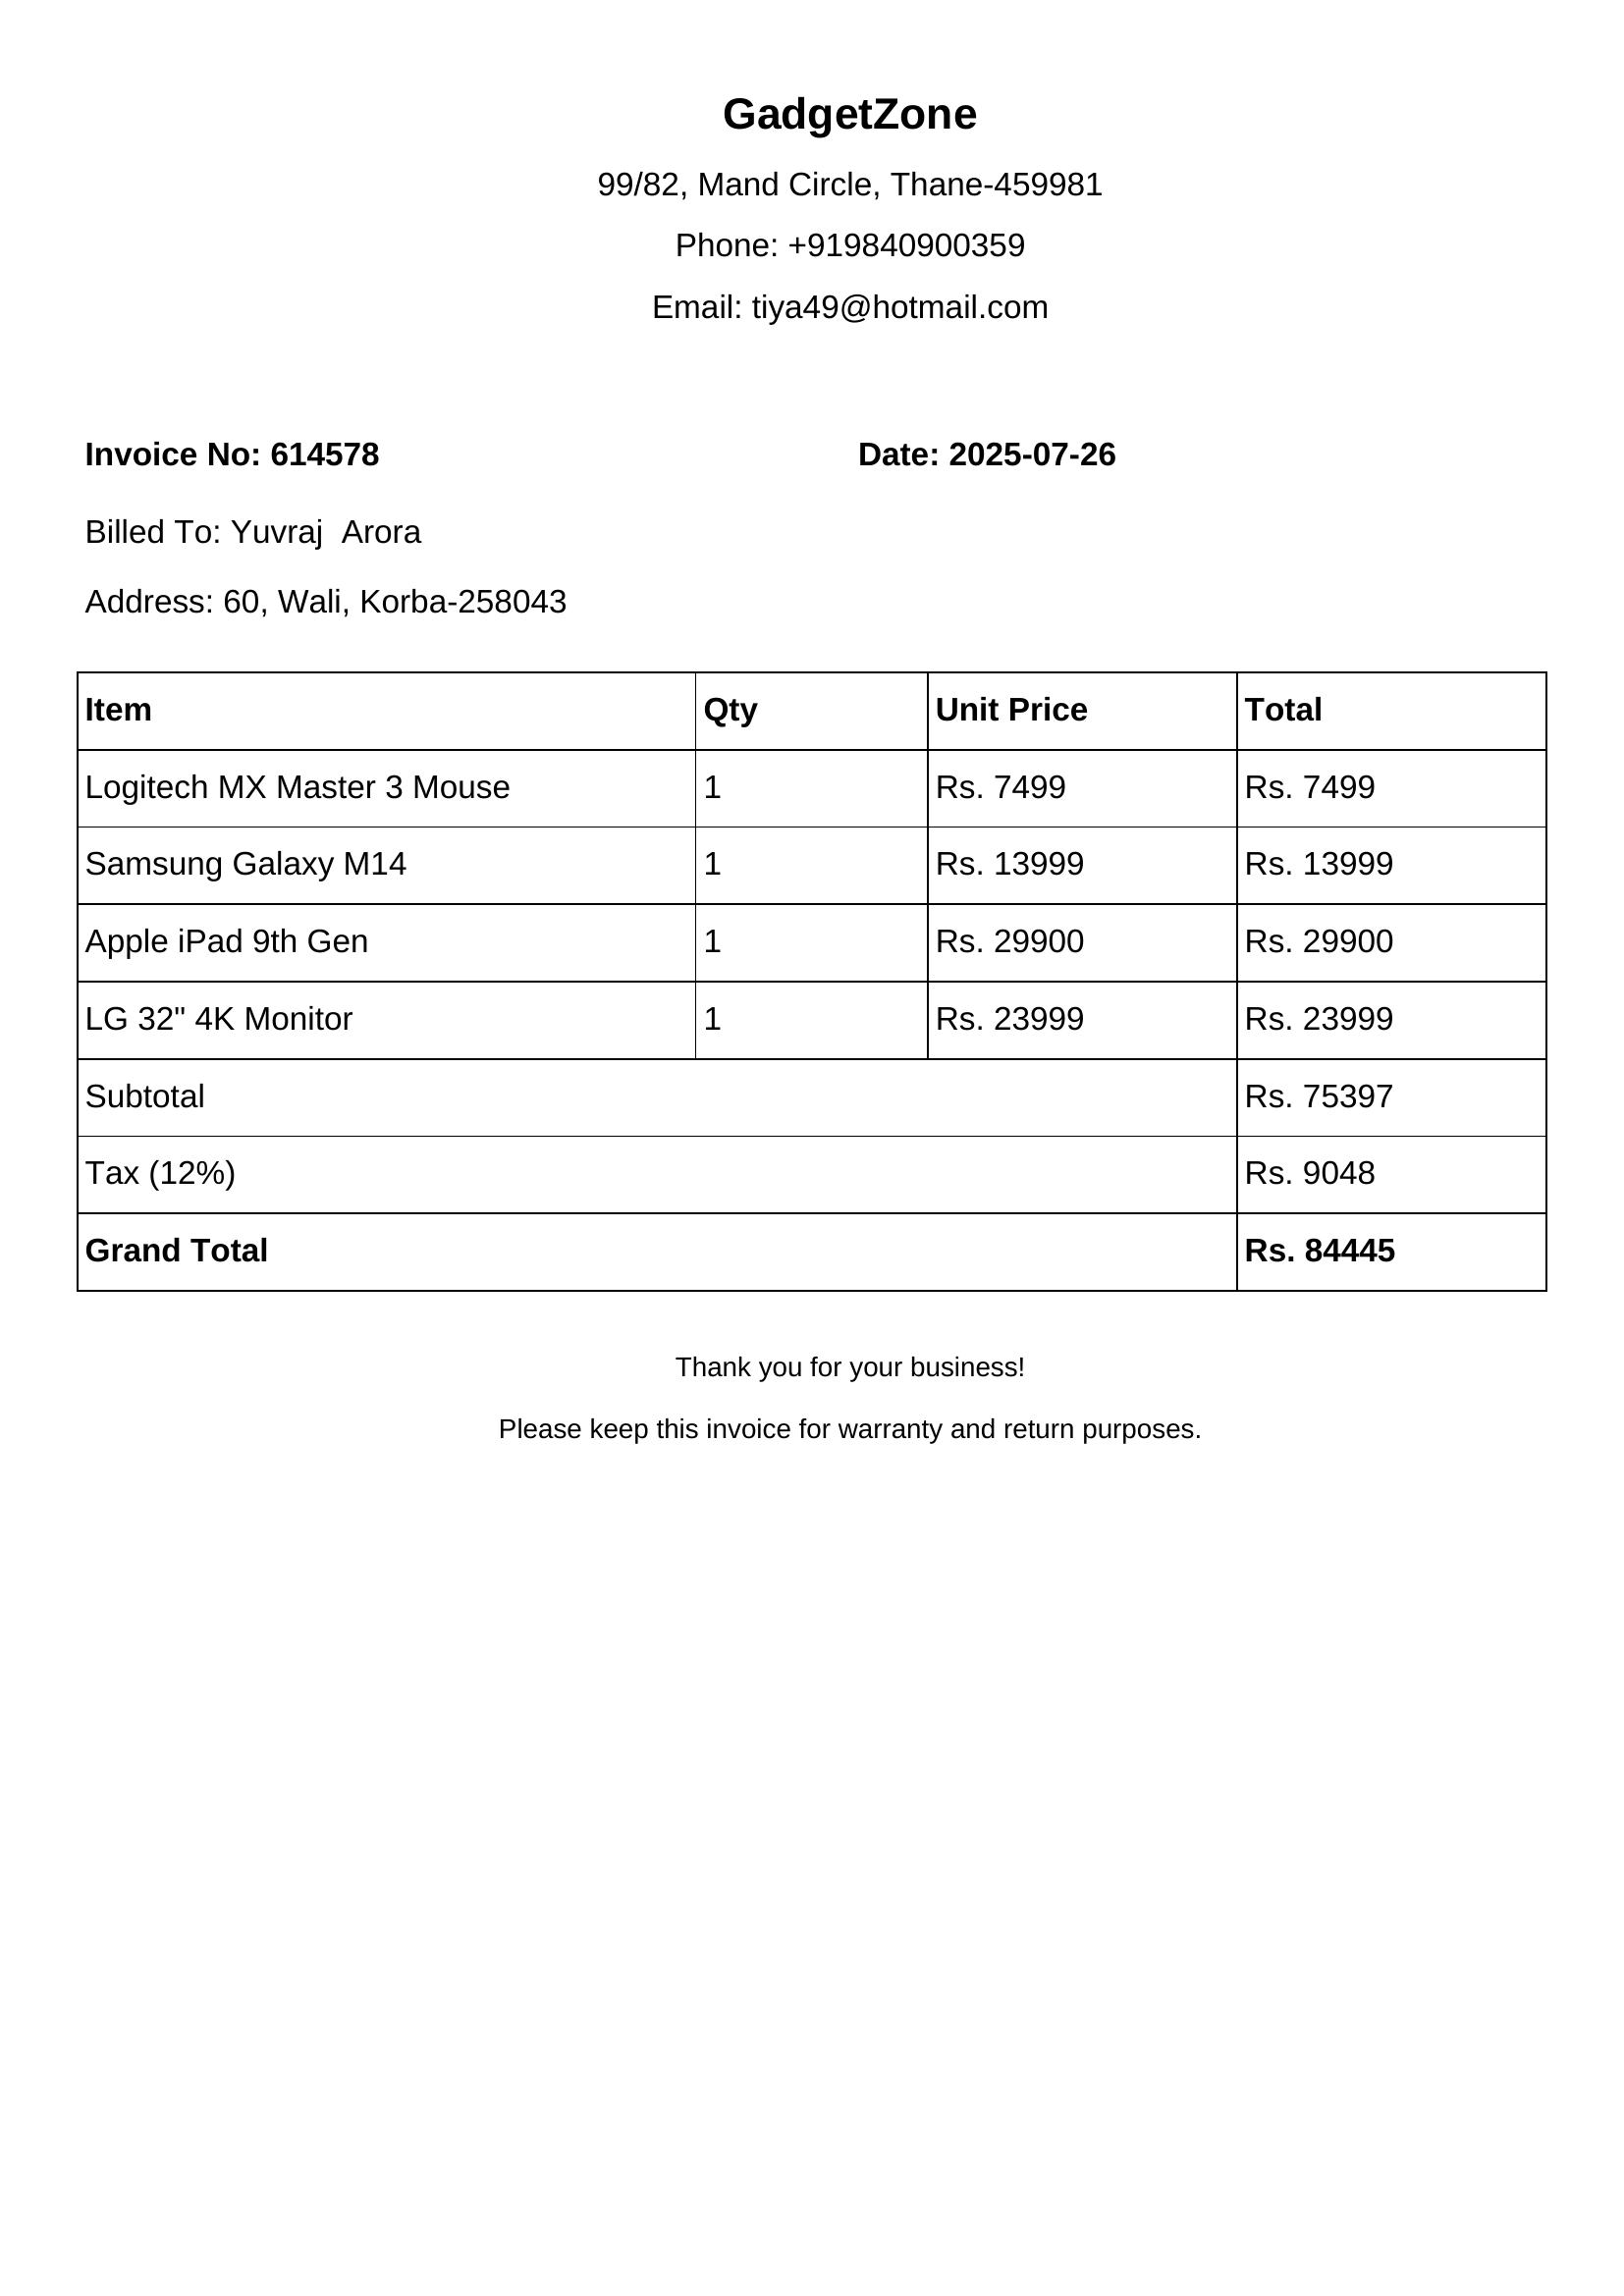 GadgetZone
99/82, Mand Circle, Thane-459981
Phone: +919840900359
Email: tiya49@hotmail.com
Invoice No: 614578 Date: 2025-07-26
Billed To: Yuvraj  Arora
Address: 60, Wali, Korba-258043
Item Qty Unit Price Total
Logitech MX Master 3 Mouse 1 Rs. 7499 Rs. 7499
Samsung Galaxy M14 1 Rs. 13999 Rs. 13999
Apple iPad 9th Gen 1 Rs. 29900 Rs. 29900
LG 32" 4K Monitor 1 Rs. 23999 Rs. 23999
Subtotal Rs. 75397
Tax (12%) Rs. 9048
Grand Total Rs. 84445
Thank you for your business!
Please keep this invoice for warranty and return purposes.